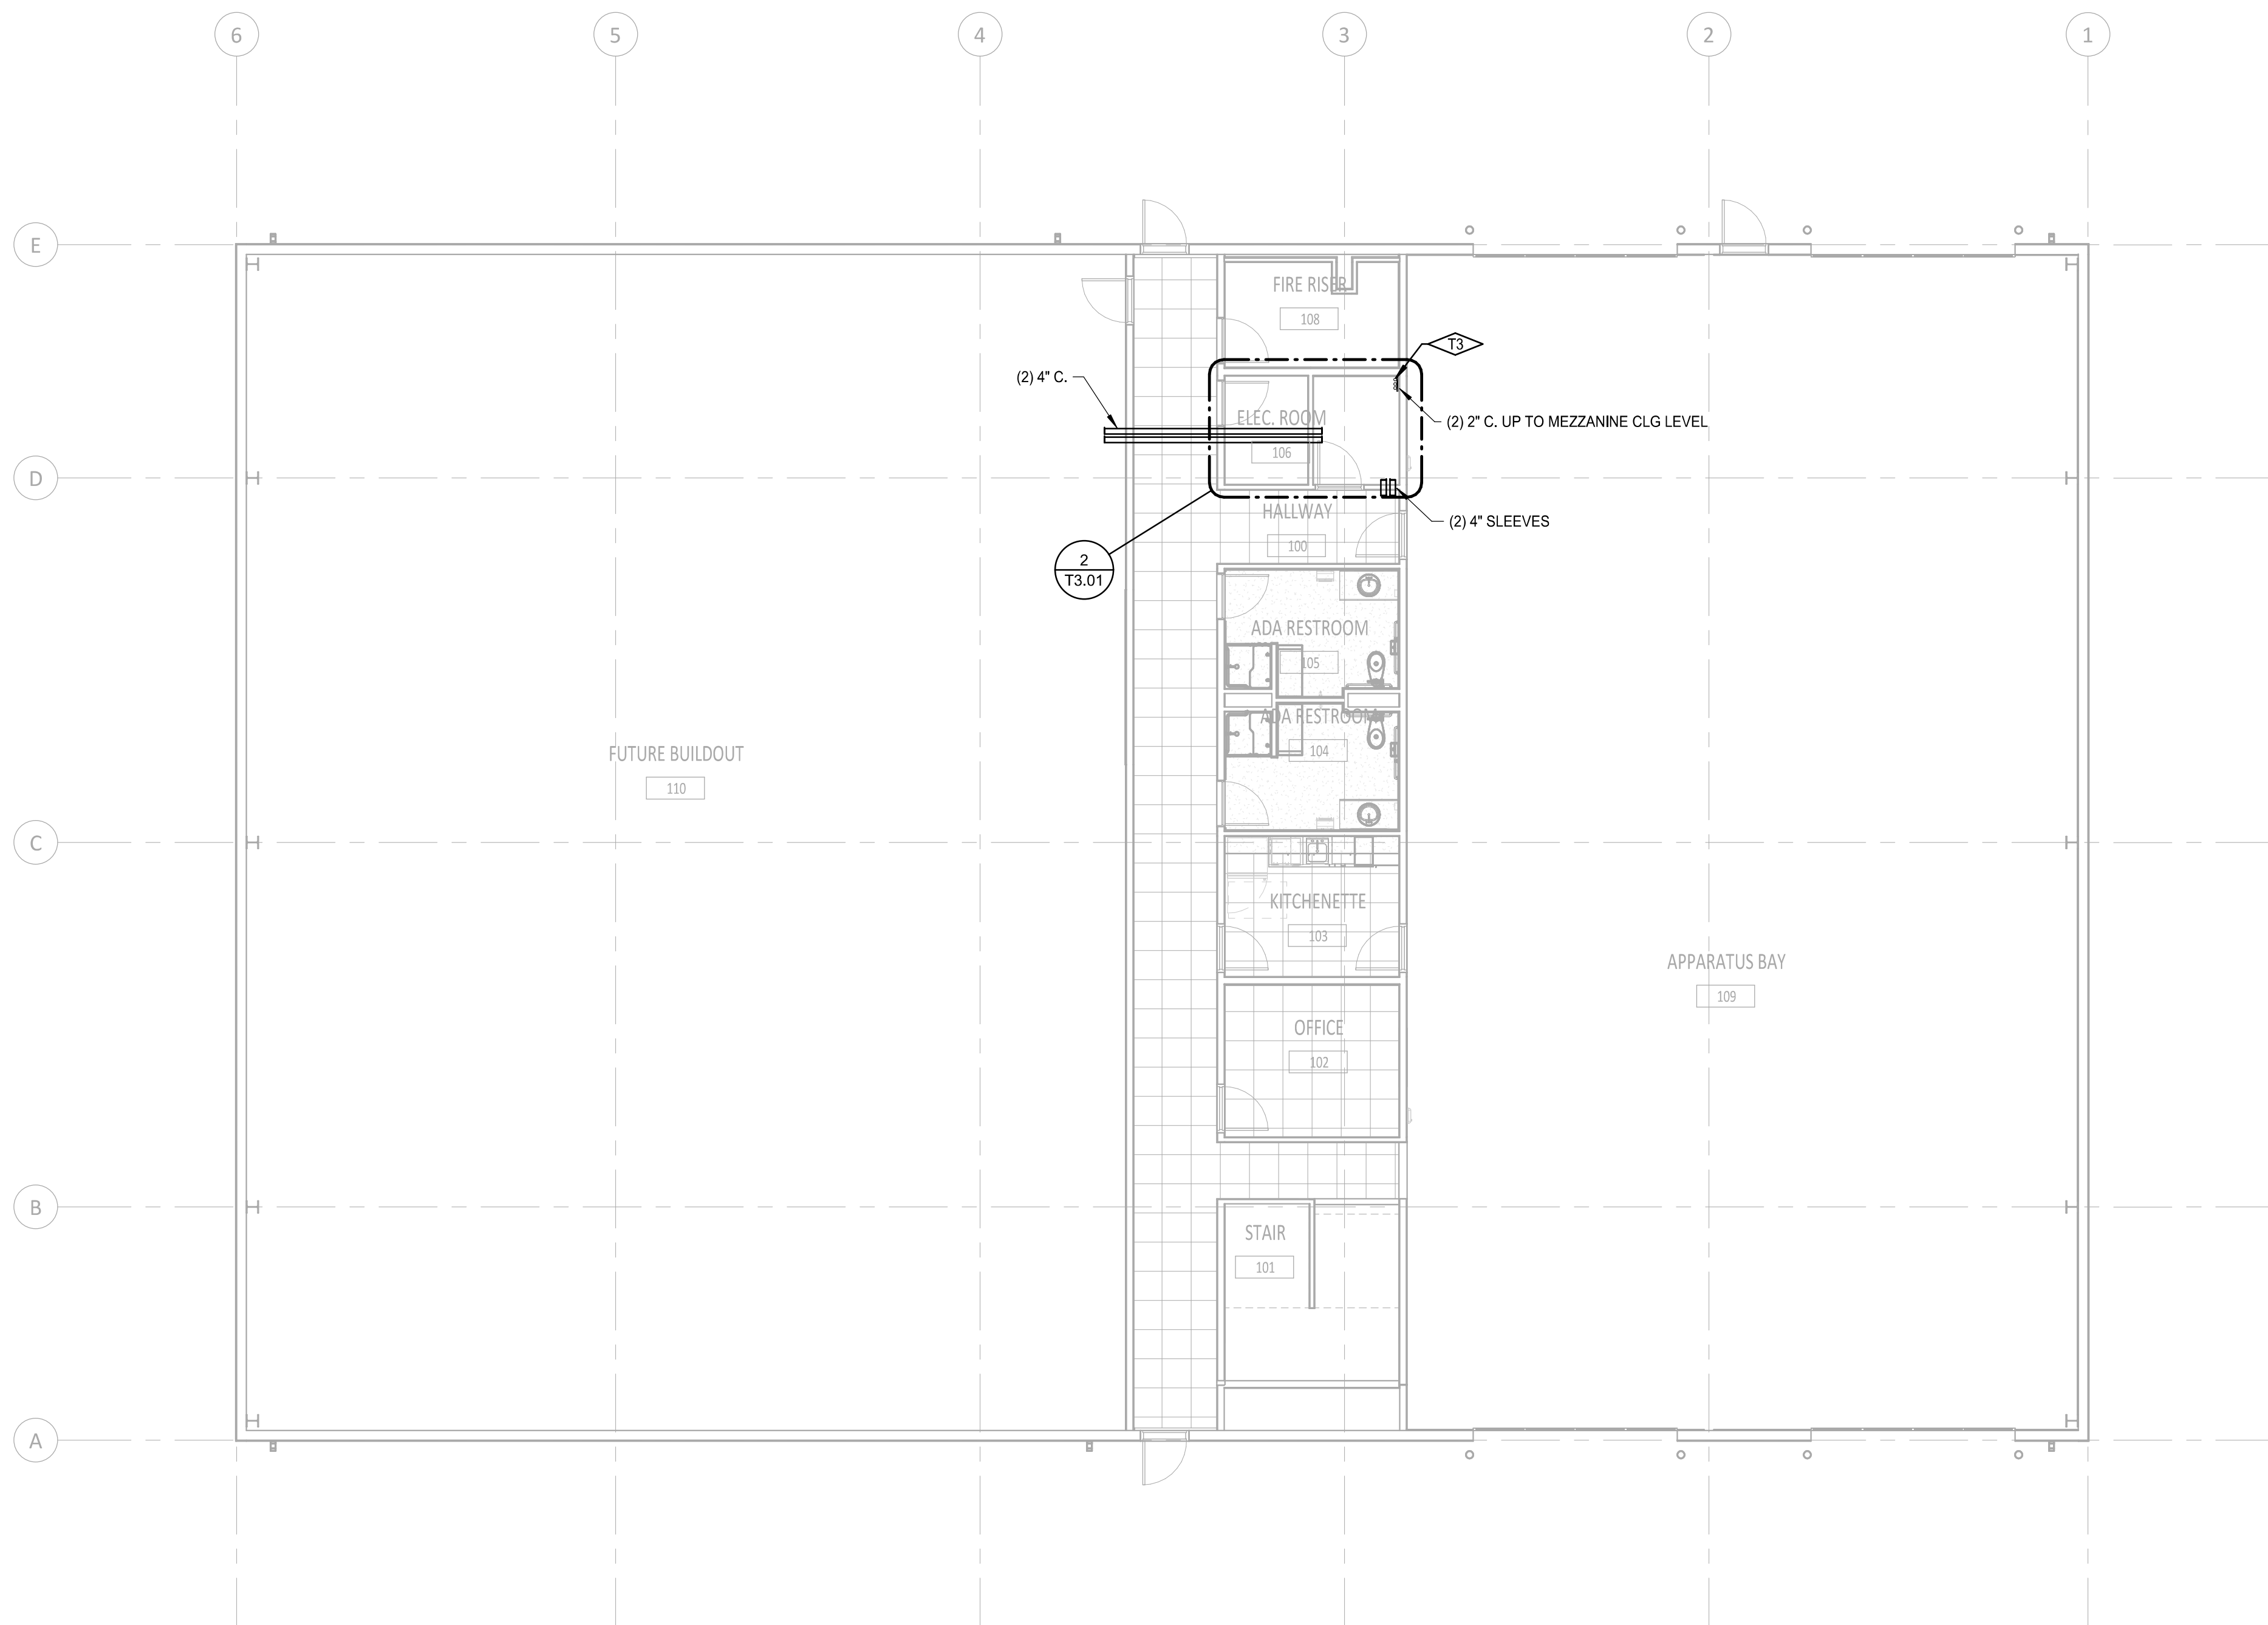 6
5
4
3
2
1
E
FIRE RISER
108
T3
(2) 4" C.
ELEC. ROOM
(2) 2" C. UP TO MEZZANINE CLG LEVEL
106
D
HALLWAY
(2) 4" SLEEVES
100
2
T3.01
ADA RESTROOM
105
ADA RESTROOM
104
FUTURE BUILDOUT
110
C
KITCHENETTE
103
APPARATUS BAY
109
OFFICE
102
B
STAIR
101
A